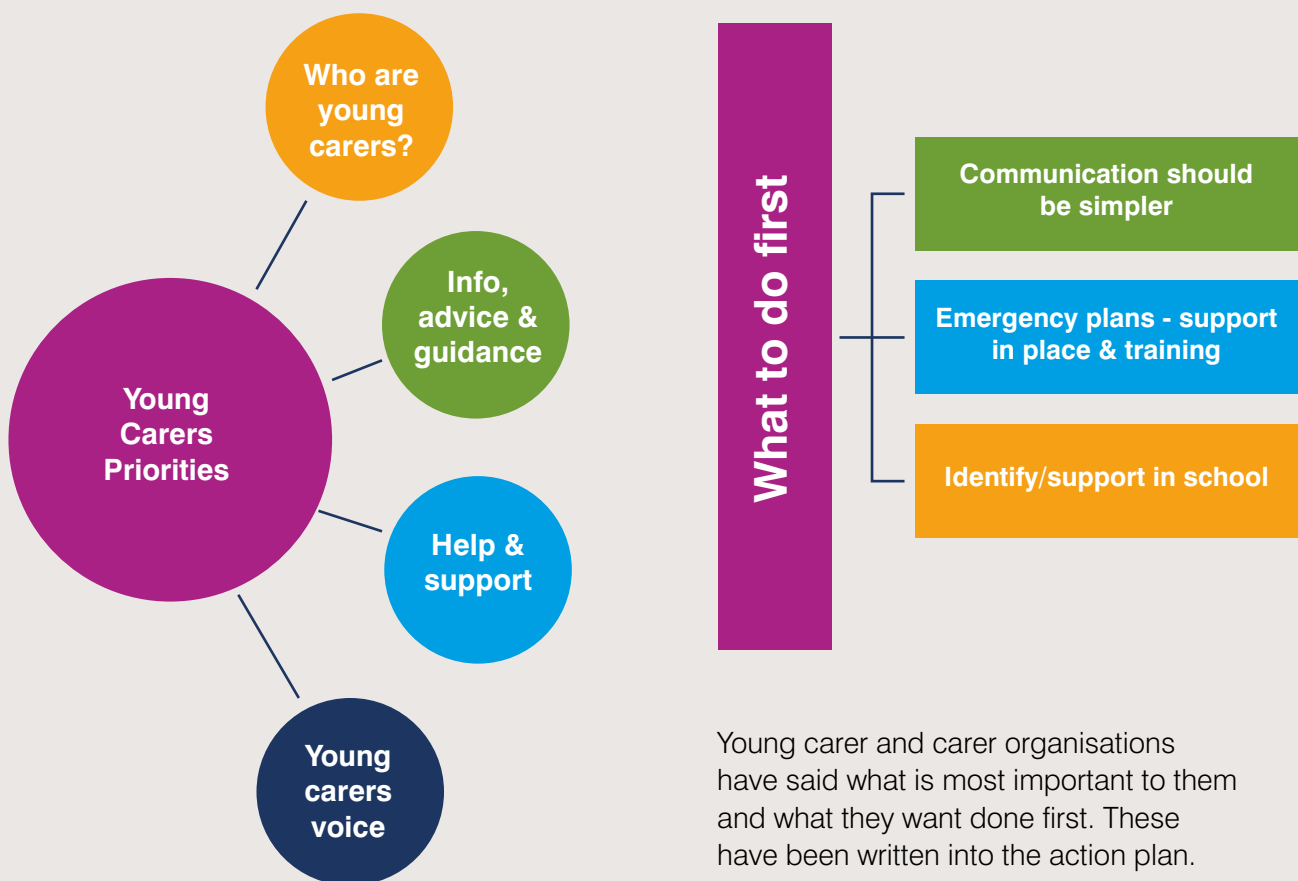 Who are
young
carers?
Info,
advice &
guidance
Young
Carers
Priorities
Help &
support
Young
carers
voice
What to do first
Communication should
be simpler
Emergency plans - support
in place & training
Identify/support in school
Young carer and carer organisations
have said what is most important to them
and what they want done first. These
have been written into the action plan.